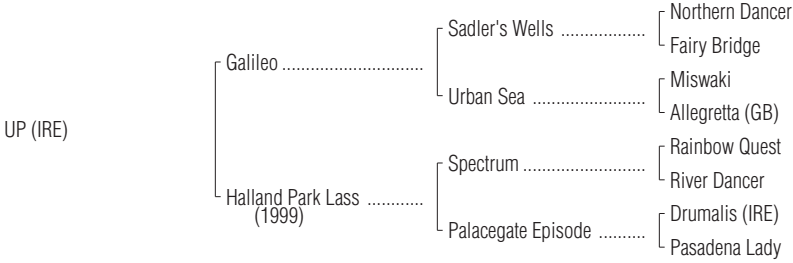 Northern Dancer
Sadler's Wells ...................
Fairy Bridge
Galileo ..............................
Miswaki
Urban Sea ........................
Allegretta (GB)
UP (IRE)
Rainbow Quest
Spectrum ..........................
River Dancer
Halland Park Lass ............
(1999)
Drumalis (IRE)
Palacegate Episode ..........
Pasadena Lady